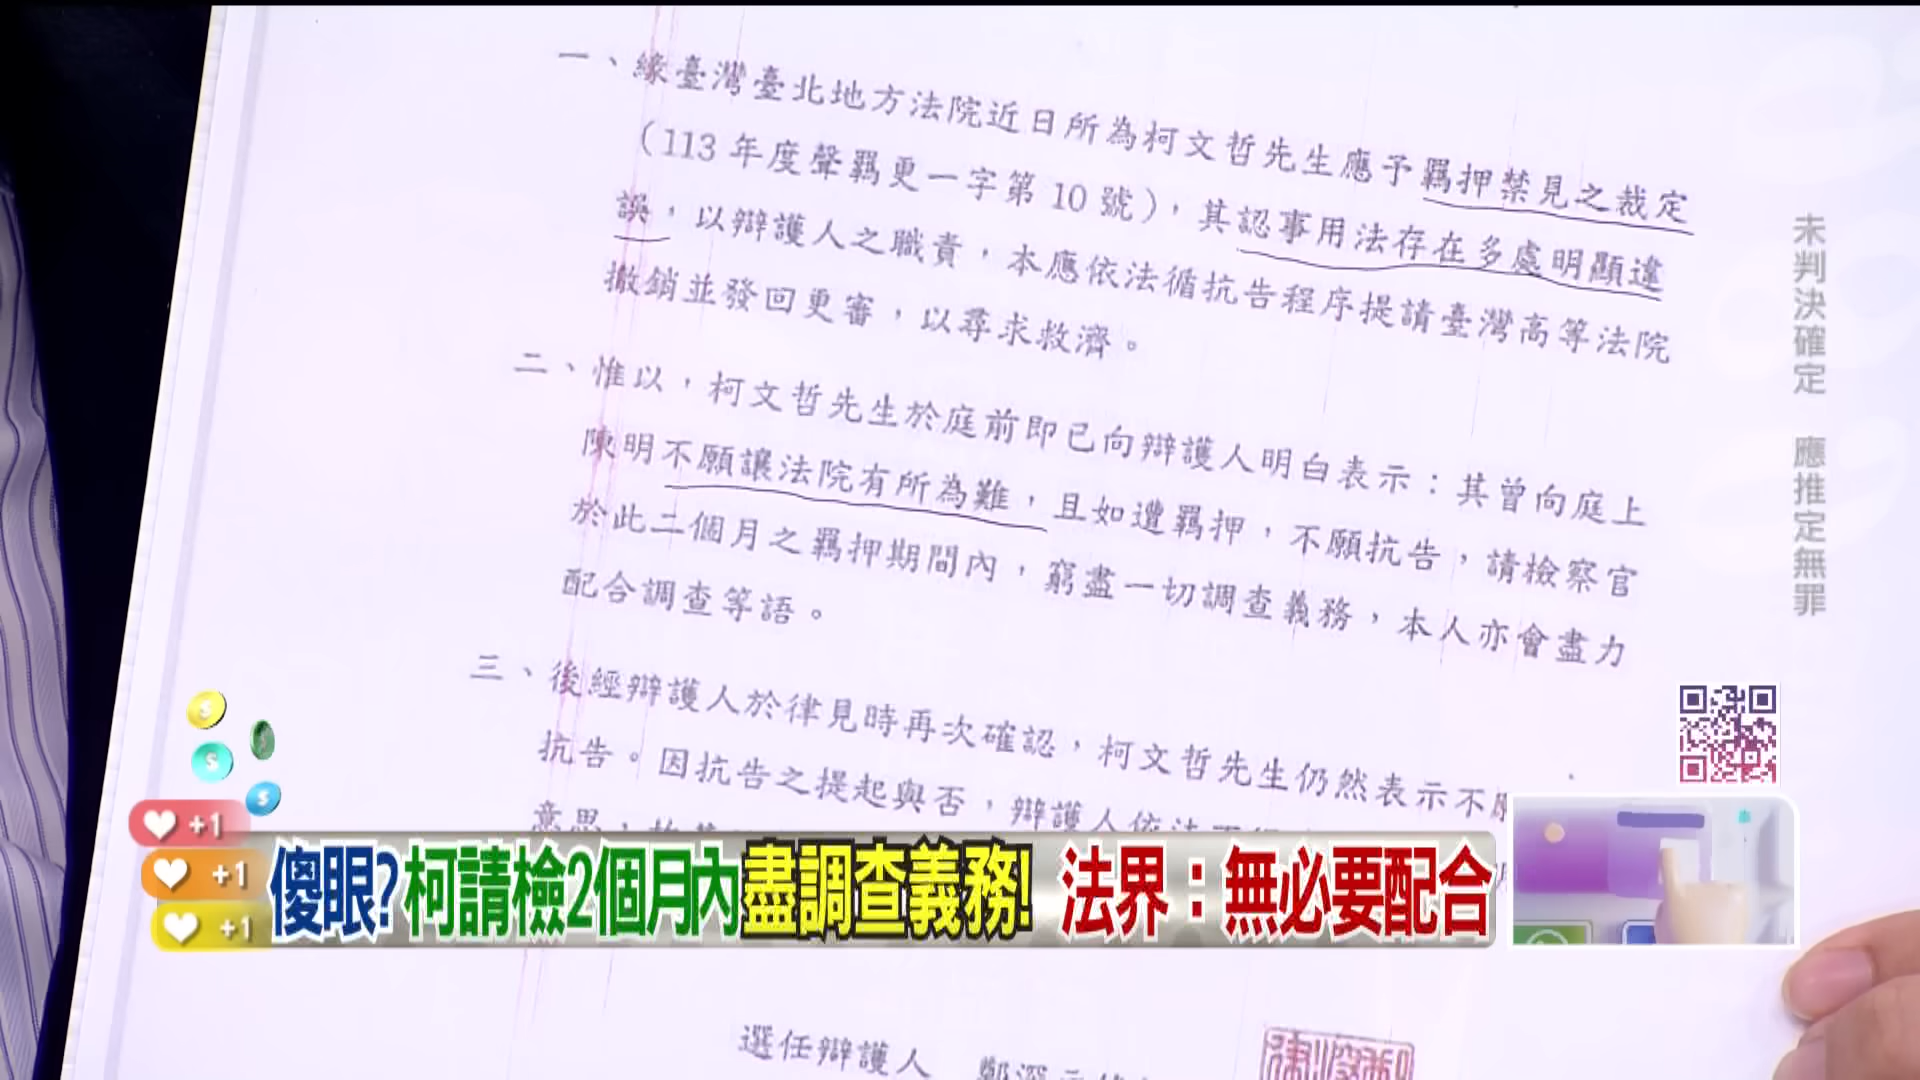 一、緣臺灣臺北地方法院近日所為柯文哲先生應予羈押禁見之裁定
（113 年度聲羈更一字第 10 號），其認事用法存在多處明顯違
誤，以辯護人之職責，本應依法循抗告程序提請臺灣高等法院
撤銷並發回更審，以尋求救濟。
二、惟以，柯文哲先生於庭前即已向辯護人明白表示：其曾向庭上
陳明不願讓法院有所為難，且如遭羈押，不願抗告，請檢察官
於此二個月之羈押期間內，窮盡一切調查義務，本人亦會盡力
配合調查等語。
三、後經辯護人於律見時再次確認，柯文哲先生仍然表示不願
抗告。因抗告之提起與否，辯護人依法不
意思，
選任辯護人 鄭深元
未判決確定 應推定無罪
+1
+1
+1
傻眼?柯請檢2個月內盡調查義務! 法界：無必要配合